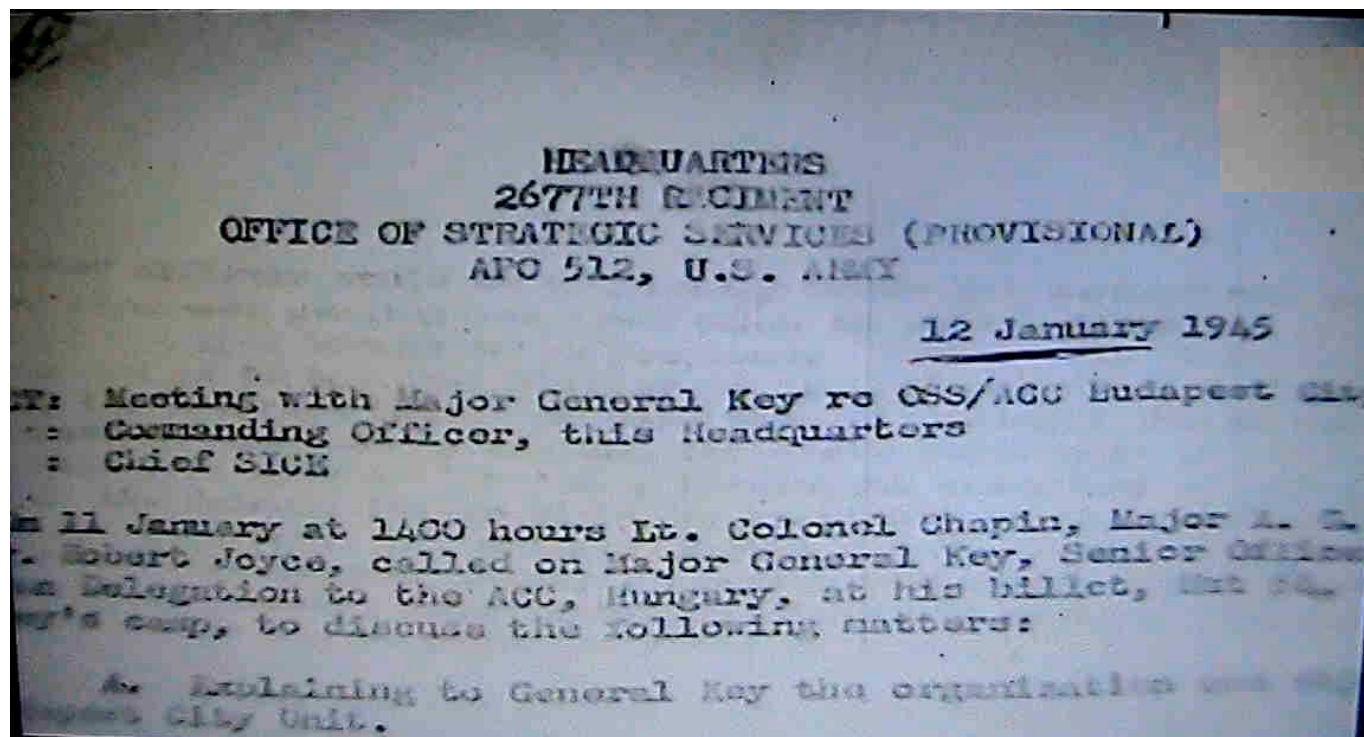 HEADQUARTERS
2677TH REGIMENT
OFFICE OF STRATEGIC SERVICES (PROVISIONAL)
APO 512, U.S. ARMY
12 January 1945
: Meeting with Major General Key re OSS/ACC Budapest
: Commanding Officer, this Headquarters
: Chief SICE
11 January at 1400 hours Lt. Colonel Chapin, Major A.
Robert Joyce, called on Major General Key, Senior
Delegation to the ACC, Hungary, at his billet, Hut
camp, to discuss the following matters:
A. Explaining to General Key the organization and
City Unit.